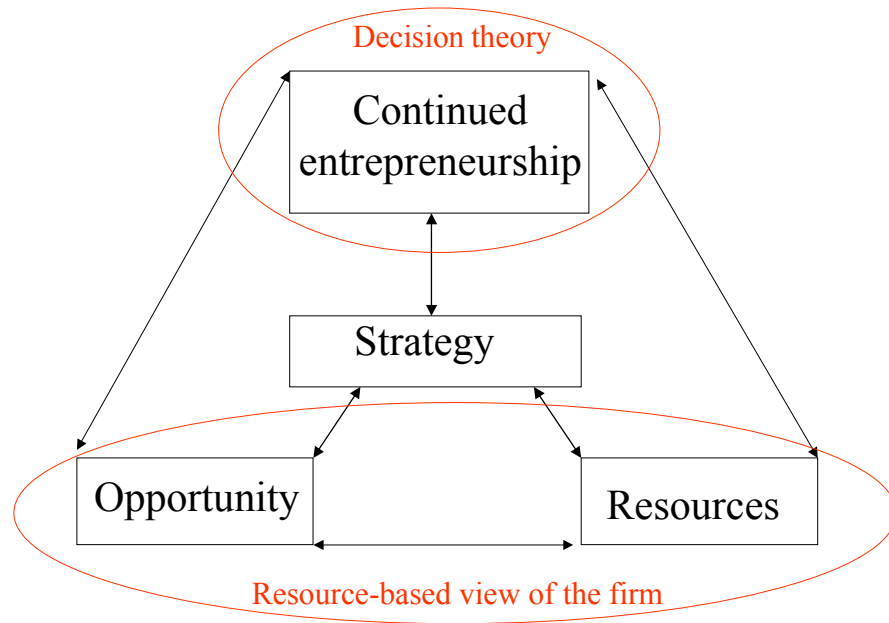 Decision theory
Continued
entrepreneurship
Strategy
Opportunity
Resources
Resource-based view of the firm